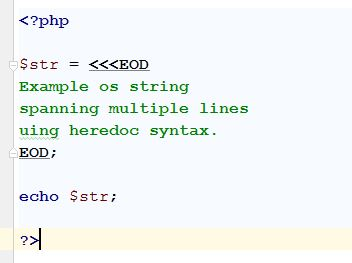 <?php
$str = <<<EOD
Example os string
spanning multiple lines
uing heredoc syntax.
EOD;
echo $str;
?>